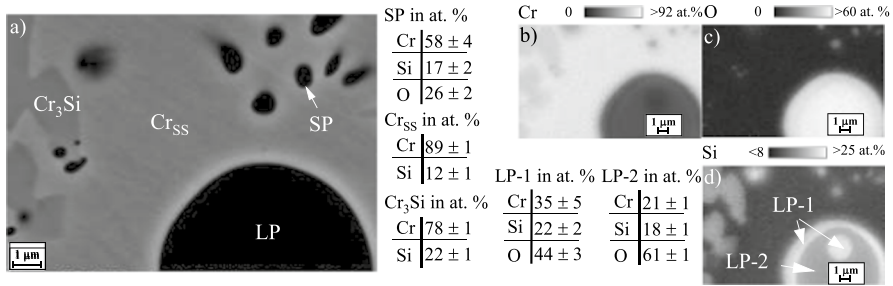 a)
Cr₃Si
Cr_SS
SP
LP
1 µm
SP in at. %
Cr 58 ± 4
Si 17 ± 2
O 26 ± 2
Cr_SS in at. %
Cr 89 ± 1
Si 12 ± 1
Cr₃Si in at. %
Cr 78 ± 1
Si 22 ± 1
LP-1 in at. %
Cr 35 ± 5
Si 22 ± 2
O 44 ± 3
LP-2 in at. %
Cr 21 ± 1
Si 18 ± 1
O 61 ± 1
Cr 0 >92 at.%
b)
1 µm
O 0 >60 at.%
c)
1 µm
Si <8 >25 at.%
d)
LP-1
LP-2
1 µm